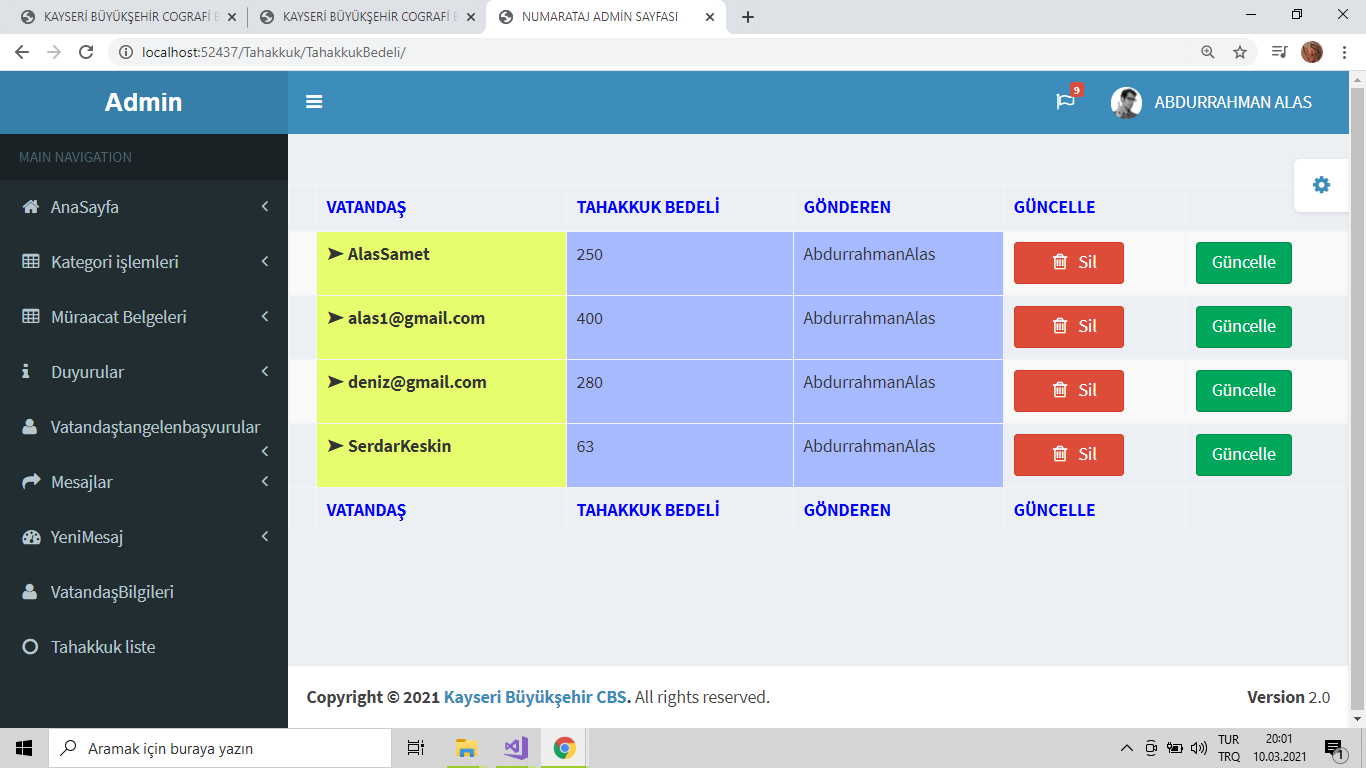 KAYSERİ BÜYÜKŞEHİR COGRAFİ
KAYSERİ BÜYÜKŞEHİR COGRAFİ
NUMARATAJ ADMİN SAYFASI
localhost:52437/Tahakkuk/TahakkukBedeli/
Admin
9
ABDURRAHMAN ALAS
MAIN NAVIGATION
AnaSayfa
Kategori işlemleri
Müraacat Belgeleri
Duyurular
Vatandaştangelenbaşvurular
Mesajlar
YeniMesaj
VatandaşBilgileri
Tahakkuk liste
VATANDAŞ TAHAKKUK BEDELİ GÖNDEREN GÜNCELLE
➤ AlasSamet 250 AbdurrahmanAlas Sil Güncelle
➤ alas1@gmail.com 400 AbdurrahmanAlas Sil Güncelle
➤ deniz@gmail.com 280 AbdurrahmanAlas Sil Güncelle
➤ SerdarKeskin 63 AbdurrahmanAlas Sil Güncelle
VATANDAŞ TAHAKKUK BEDELİ GÖNDEREN GÜNCELLE
Copyright © 2021 Kayseri Büyükşehir CBS. All rights reserved.
Version 2.0
Aramak için buraya yazın
TUR
TRQ
20:01
10.03.2021
1